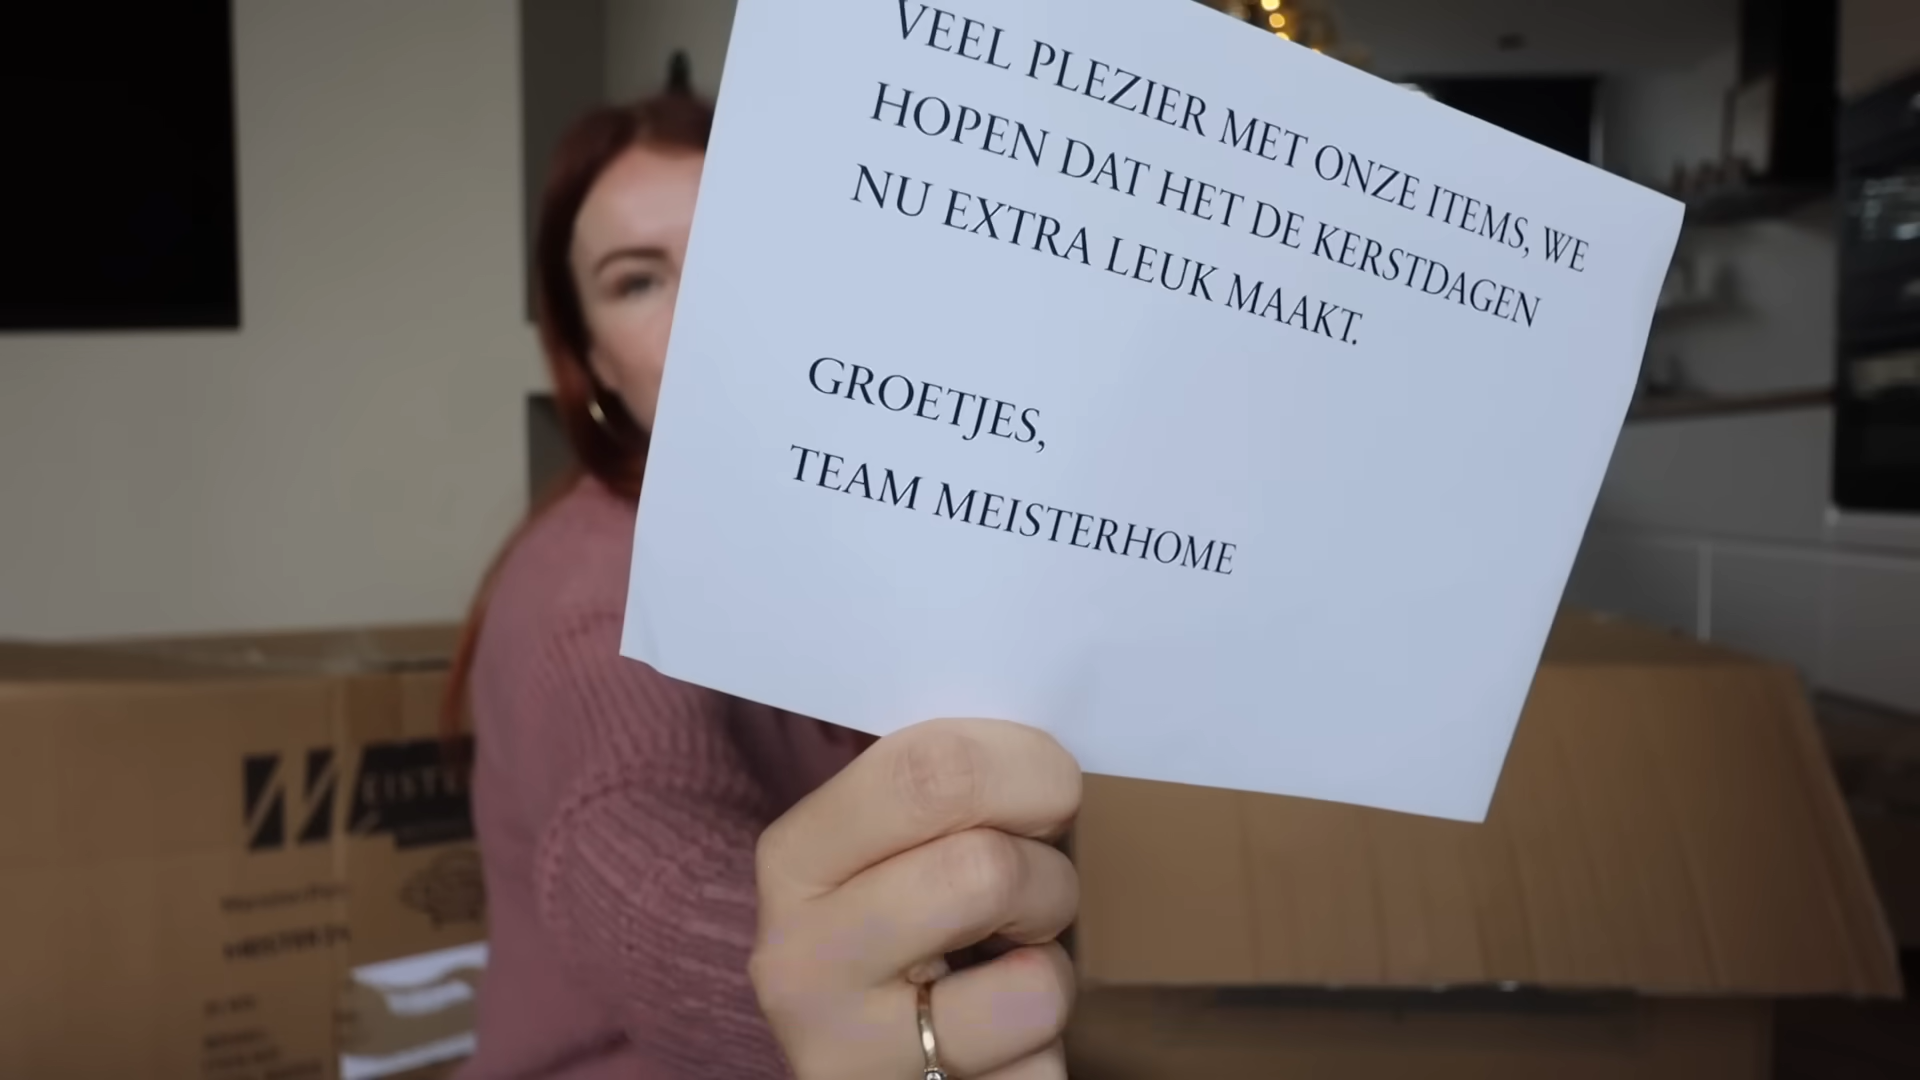 VEEL PLEZIER MET ONZE ITEMS, WE
HOPEN DAT HET DE KERSTDAGEN
NU EXTRA LEUK MAAKT.
GROETJES,
TEAM MEISTERHOME